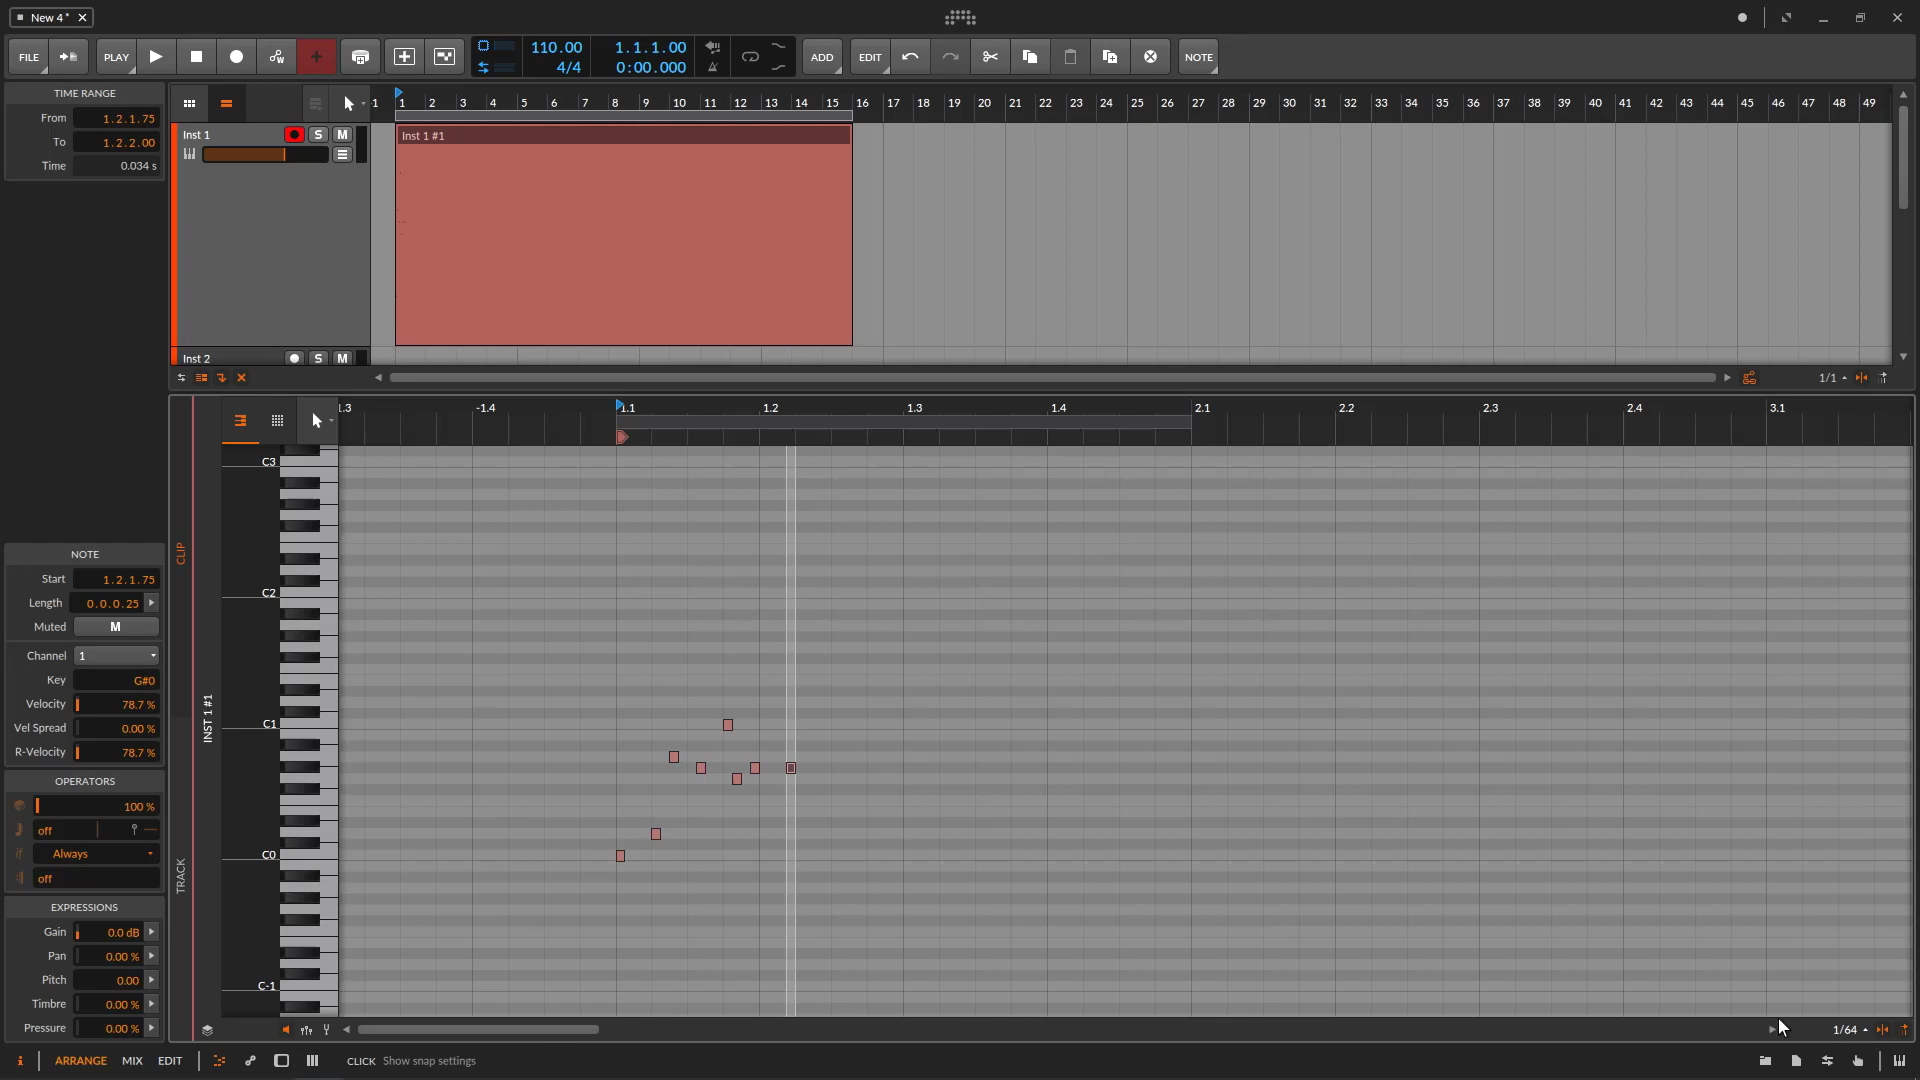 New 4 *
FILE
PLAY
110.00
4/4
1.1.1.00
0:00.000
ADD
EDIT
NOTE
TIME RANGE
From 1.2.1.75
To 1.2.2.00
Time 0.034 s
1 1 2 3 4 5 6 7 8 9 10 11 12 13 14 15 16 17 18 19 20 21 22 23 24 25 26 27 28 29 30 31 32 33 34 35 36 37 38 39 40 41 42 43 44 45 46 47 48 49
Inst 1 S M
Inst 1 #1
Inst 2 S M
1/1
.3 -1.4 1.1 1.2 1.3 1.4 2.1 2.2 2.3 2.4 3.1
C3
C2
C1
C0
C-1
CLIP
TRACK
INST 1 #1
NOTE
Start 1.2.1.75
Length 0.0.0.25
Muted M
Channel 1
Key G#0
Velocity 78.7 %
Vel Spread 0.00 %
R-Velocity 78.7 %
OPERATORS
100 %
off
if Always
off
EXPRESSIONS
Gain 0.0 dB
Pan 0.00 %
Pitch 0.00
Timbre 0.00 %
Pressure 0.00 %
1/64
i ARRANGE MIX EDIT
CLICK Show snap settings